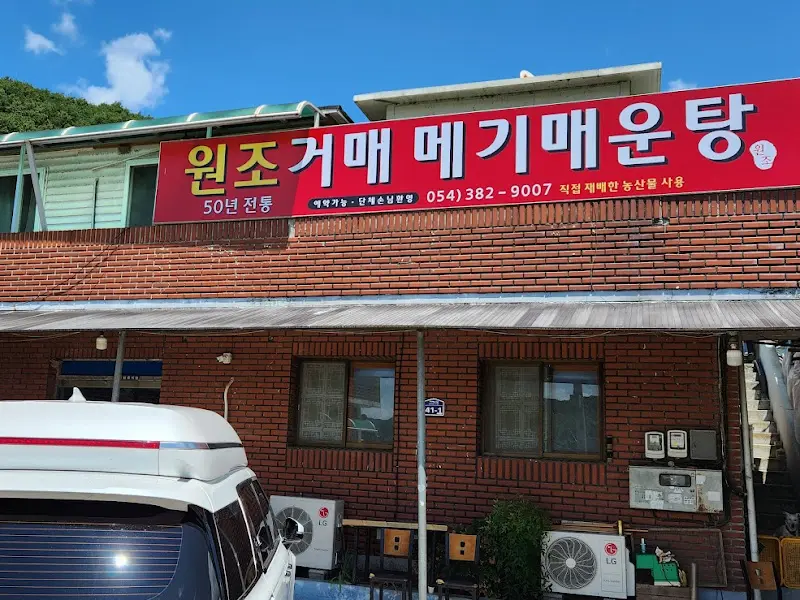 원조거매 메기매운탕
원조
50년 전통
예약가능·단체손님환영
054) 382-9007
직접 재배한 농산물 사용
41-1
LG
LG